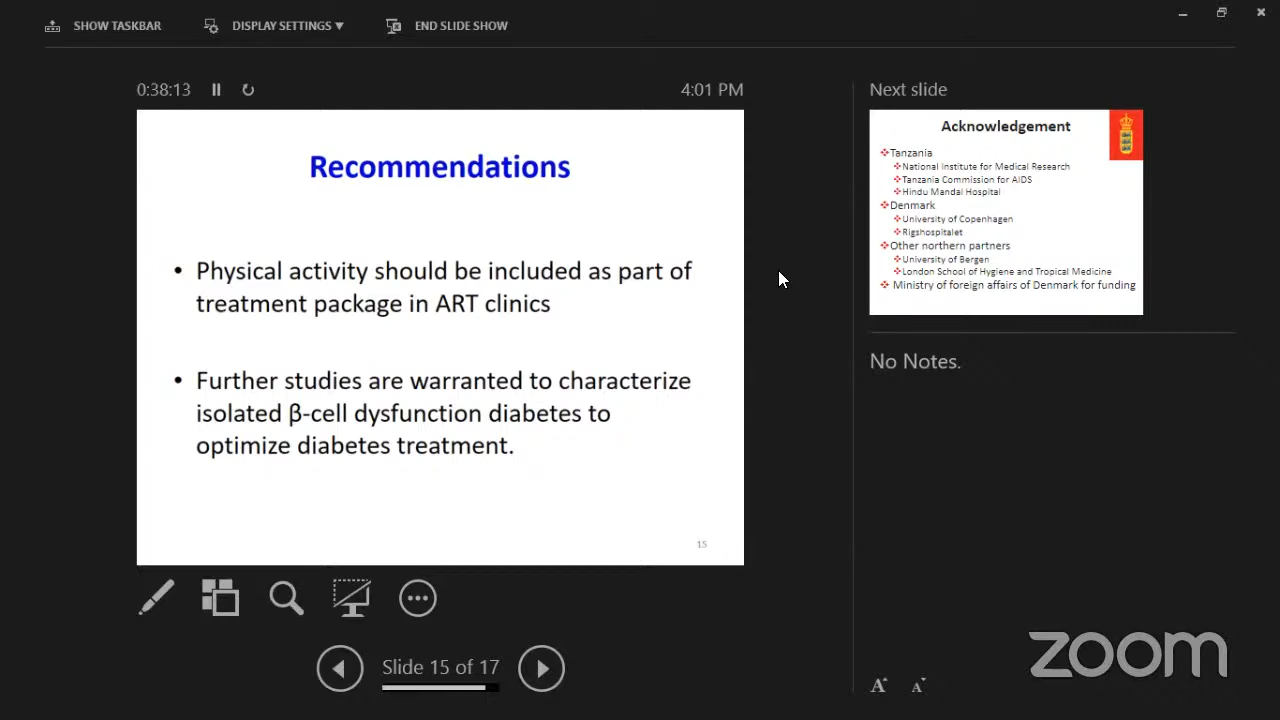 SHOW TASKBAR
DISPLAY SETTINGS ▼
END SLIDE SHOW
0:38:13
4:01 PM
Recommendations
• Physical activity should be included as part of
treatment package in ART clinics
• Further studies are warranted to characterize
isolated β-cell dysfunction diabetes to
optimize diabetes treatment.
15
Slide 15 of 17
Next slide
Acknowledgement
❖Tanzania
❖National Institute for Medical Research
❖Tanzania Commission for AIDS
❖Hindu Mandal Hospital
❖Denmark
❖University of Copenhagen
❖Rigshospitalet
❖Other northern partners
❖University of Bergen
❖London School of Hygiene and Tropical Medicine
❖ Ministry of foreign affairs of Denmark for funding
No Notes.
A A
zoom